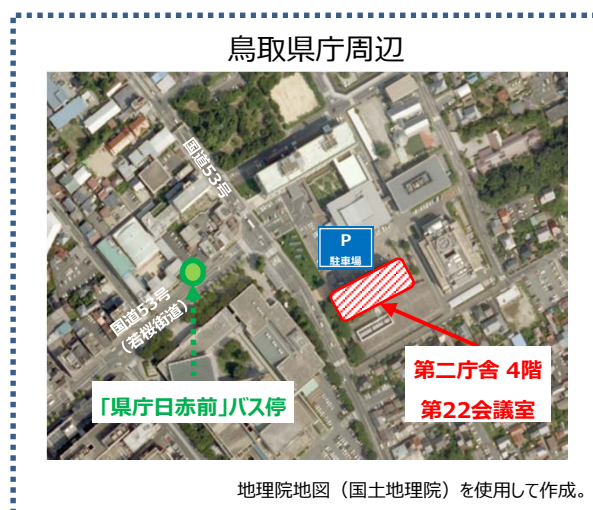 鳥取県庁周辺
国道53号
P
駐車場
国道53号
(若桜街道)
第二庁舎 4階
第22会議室
「県庁日赤前」バス停
地理院地図（国土地理院）を使用して作成。